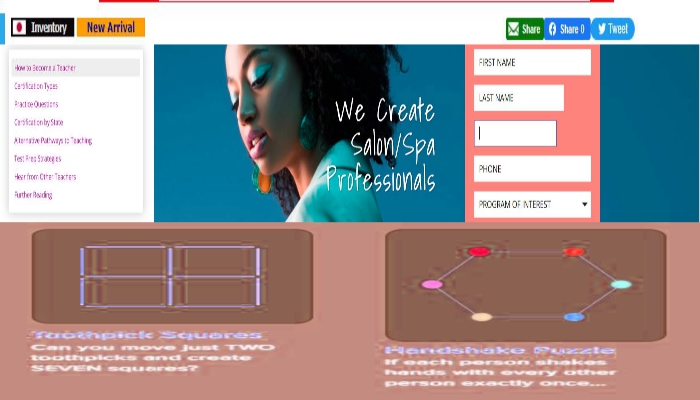 Inventory
New Arrival
Share
Share 0
Tweet
How to Become a Teacher
Certification Types
Practice Questions
Certification by State
Alternative Pathways to Teaching
Test Prep Strategies
Hear from Other Teachers
Further Reading
We Create
Salon/Spa
Professionals
FIRST NAME
LAST NAME
PHONE
PROGRAM OF INTEREST
Toothpick Squares
Can you move just TWO
toothpicks and create
SEVEN squares?
Handshake Puzzle
If each person shakes
hands with every other
person exactly once...